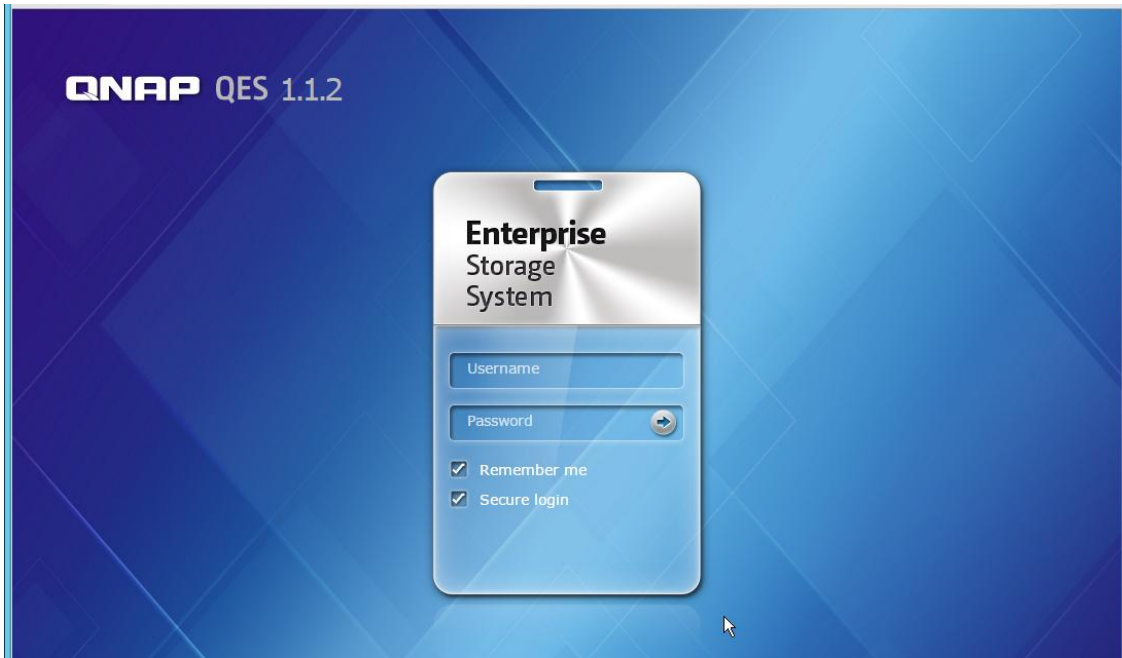 QNAP QES 1.1.2
Enterprise
Storage
System
Username
Password
Remember me
Secure login